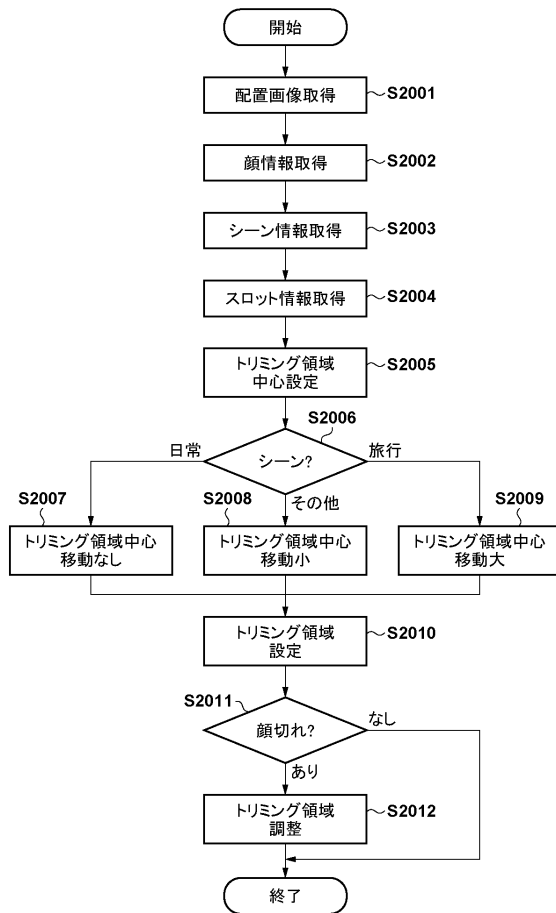 開始
配置画像取得
S2001
顔情報取得
S2002
シーン情報取得
S2003
スロット情報取得
S2004
トリミング領域
中心設定
S2005
S2006
日常
シーン?
旅行
その他
S2007
トリミング領域中心
移動なし
S2008
トリミング領域中心
移動小
S2009
トリミング領域中心
移動大
トリミング領域
設定
S2010
S2011
顔切れ?
なし
あり
トリミング領域
調整
S2012
終了